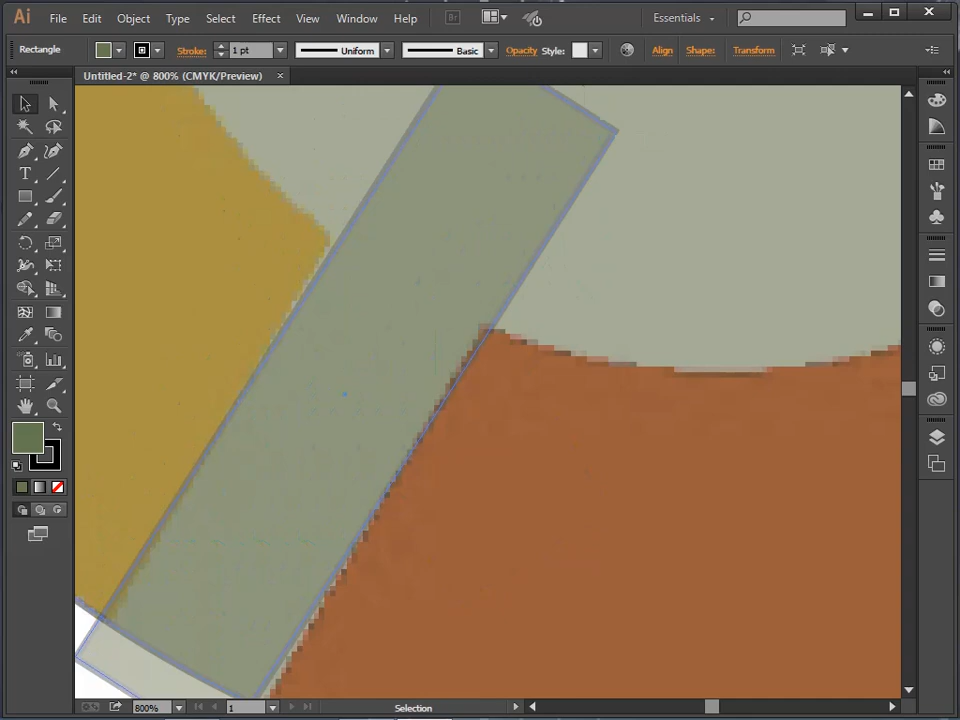 Ai File Edit Object Type Select Effect View Window Help Br Essentials
Rectangle Stroke: 1 pt Uniform Basic Opacity Style: Align Shape: Transform
Untitled-2* @ 800% (CMYK/Preview) ×
T
800% 1 Selection